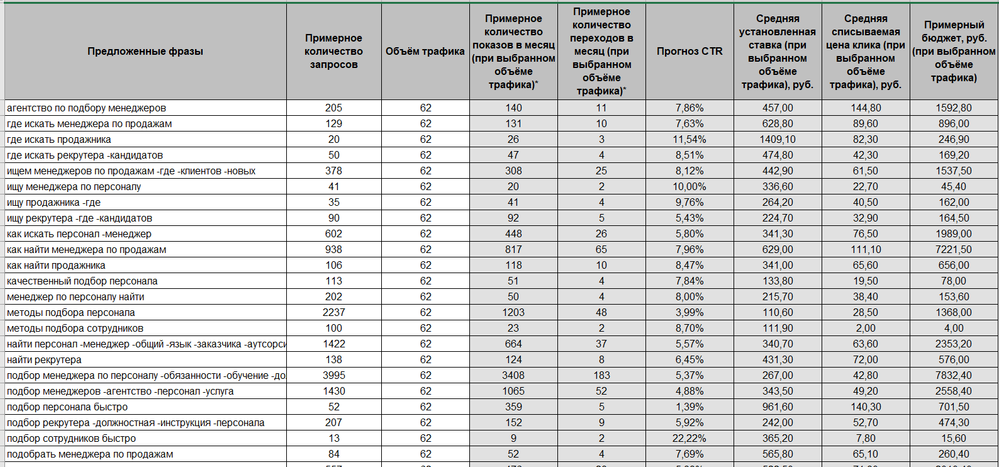 Предложенные фразы | Примерное количество запросов | Объём трафика | Примерное количество показов в месяц (при выбранном объёме трафика)* | Примерное количество переходов в месяц (при выбранном объёме трафика)* | Прогноз CTR | Средняя установленная ставка (при выбранном объёме трафика), руб. | Средняя списываемая цена клика (при выбранном объёме трафика), руб. | Примерный бюджет, руб. (при выбранном объёме трафика)
агентство по подбору менеджеров 205 62 140 11 7,86% 457,00 144,80 1592,80
где искать менеджера по продажам 129 62 131 10 7,63% 628,80 89,60 896,00
где искать продажника 20 62 26 3 11,54% 1409,10 82,30 246,90
где искать рекрутера -кандидатов 50 62 47 4 8,51% 474,80 42,30 169,20
ищем менеджеров по продажам -где -клиентов -новых 378 62 308 25 8,12% 442,90 61,50 1537,50
ищу менеджера по персоналу 41 62 20 2 10,00% 336,60 22,70 45,40
ищу продажника -где 35 62 41 4 9,76% 264,20 40,50 162,00
ищу рекрутера -где -кандидатов 90 62 92 5 5,43% 224,70 32,90 164,50
как искать персонал -менеджер 602 62 448 26 5,80% 341,30 76,50 1989,00
как найти менеджера по продажам 938 62 817 65 7,96% 629,00 111,10 7221,50
как найти продажника 106 62 118 10 8,47% 341,00 65,60 656,00
качественный подбор персонала 113 62 51 4 7,84% 133,80 19,50 78,00
менеджер по персоналу найти 202 62 50 4 8,00% 215,70 38,40 153,60
методы подбора персонала 2237 62 1203 48 3,99% 110,60 28,50 1368,00
методы подбора сотрудников 100 62 23 2 8,70% 111,90 2,00 4,00
найти персонал -менеджер -общий -язык -заказчика -аутсорси 1422 62 664 37 5,57% 340,70 63,60 2353,20
найти рекрутера 138 62 124 8 6,45% 431,30 72,00 576,00
подбор менеджера по персоналу -обязанности -обучение -до 3995 62 3408 183 5,37% 267,00 42,80 7832,40
подбор менеджеров -агентство -персонал -услуга 1430 62 1065 52 4,88% 343,50 49,20 2558,40
подбор персонала быстро 52 62 359 5 1,39% 961,60 140,30 701,50
подбор рекрутера -должностная -инструкция -персонала 207 62 152 9 5,92% 242,00 52,70 474,30
подбор сотрудников быстро 13 62 9 2 22,22% 365,20 7,80 15,60
подобрать менеджера по продажам 84 62 52 4 7,69% 565,80 65,10 260,40